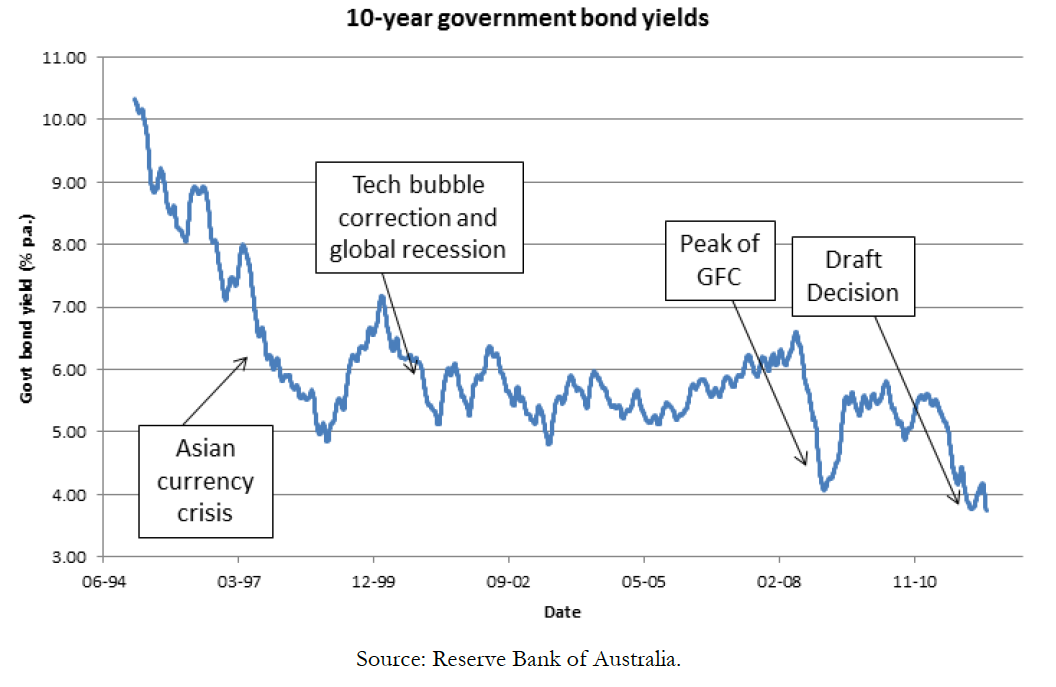 10-year government bond yields
11.00
10.00
9.00
8.00
7.00
6.00
5.00
4.00
3.00
Govt bond yield (% p.a.)
Tech bubble
correction and
global recession
Peak of
GFC
Draft
Decision
Asian
currency
crisis
06-94
03-97
12-99
09-02
05-05
02-08
11-10
Date
Source: Reserve Bank of Australia.